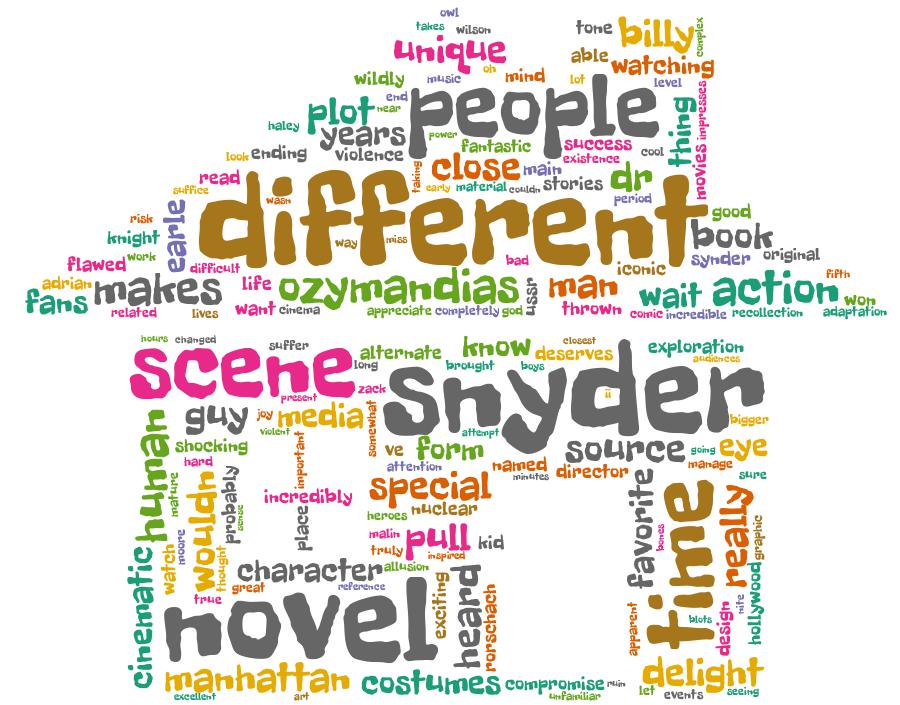 owl
takes wilson
unique
tone billy complex
able watching
wildly music oh mind lot level
plot end near people thing impresses
haley years power fantastic success movies
look ending violence close main existence cool
suffice read taking early material couldn stories dr period
wasn different good
risk earle way miss book
knight work bad iconic synder original
flawed difficult
adrian makes life ozymandias ussr man wait action fifth
fans related lives want cinema appreciate completely god thrown comic incredible recollection won adaptation
hours changed suffer alternate know closest deserves exploration
scene long brought boys audiences
zack snyder ii
present
guy joy media somewhat bigger
human shocking violent important ve form attempt source going eye
hard attention named minutes director manage sure
mature wouldn probably sense incredibly special favorite time really graphic
heroes nuclear
place malin pull kid bones
watch moore thought truly inspired
cinematic character allusion
great reference
true novel exciting heard rorschach apparent blots design nite hollywood
manhattan costumes compromise ruin delight
excellent art unfamiliar let events seeing